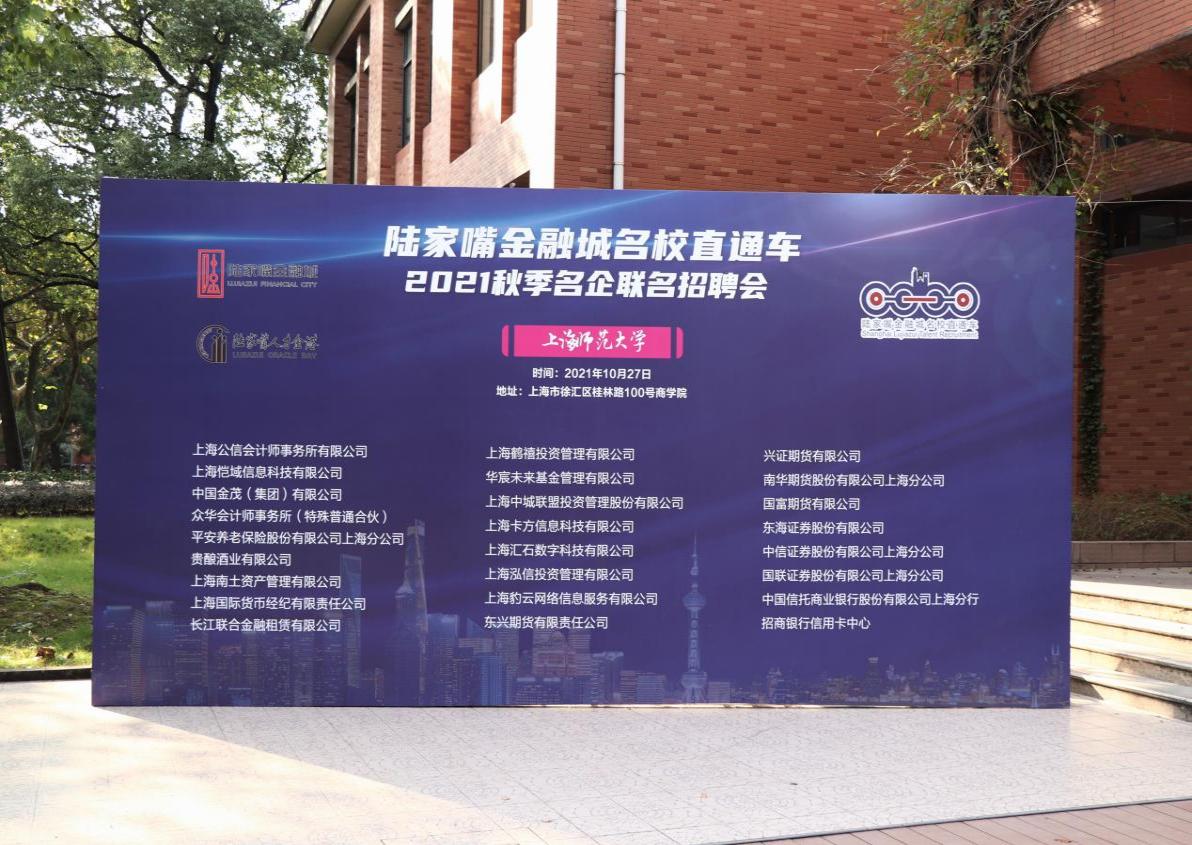 陆家嘴金融城名校直通车
2021秋季名企联名招聘会
陆家嘴金融城
LUJIAZUI FINANCIAL CITY
陆家嘴人才金港
LUJIAZUI ORACLE BAY
陆家嘴金融城名校直通车
Shanghai Lujiazui Talent Recruitment
上海师范大学
时间：2021年10月27日
地址：上海市徐汇区桂林路100号商学院
上海公信会计师事务所有限公司
上海恺域信息科技有限公司
中国金茂（集团）有限公司
众华会计师事务所（特殊普通合伙）
平安养老保险股份有限公司上海分公司
贵酿酒业有限公司
上海南土资产管理有限公司
上海国际货币经纪有限责任公司
长江联合金融租赁有限公司
上海鹤禧投资管理有限公司
华宸未来基金管理有限公司
上海中城联盟投资管理股份有限公司
上海卡方信息科技有限公司
上海汇石数字科技有限公司
上海泓信投资管理有限公司
上海豹云网络信息服务有限公司
东兴期货有限责任公司
兴证期货有限公司
南华期货股份有限公司上海分公司
国富期货有限公司
东海证券股份有限公司
中信证券股份有限公司上海分公司
国联证券股份有限公司上海分公司
中国信托商业银行股份有限公司上海分行
招商银行信用卡中心